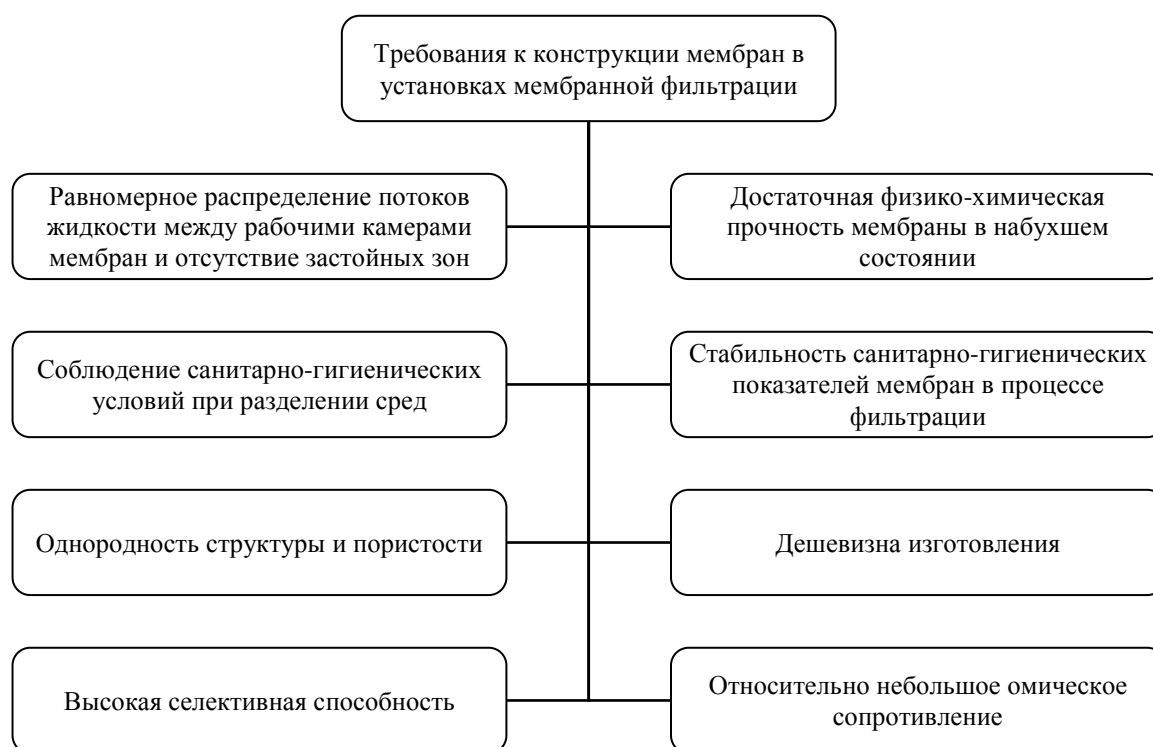 Требования к конструкции мембран в
установках мембранной фильтрации
Равномерное распределение потоков
жидкости между рабочими камерами
мембран и отсутствие застойных зон
Достаточная физико-химическая
прочность мембраны в набухшем
состоянии
Соблюдение санитарно-гигиенических
условий при разделении сред
Стабильность санитарно-гигиенических
показателей мембран в процессе
фильтрации
Однородность структуры и пористости
Дешевизна изготовления
Высокая селективная способность
Относительно небольшое омическое
сопротивление